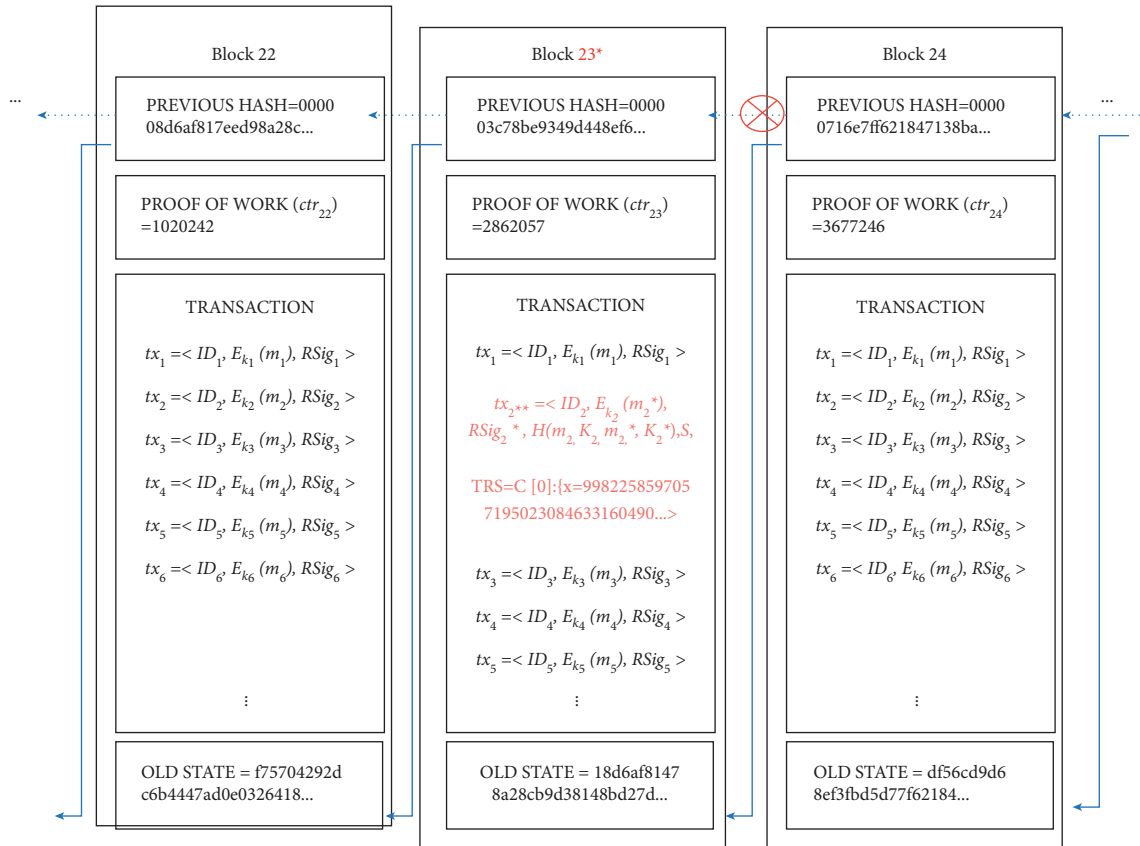 ...
Block 22
PREVIOUS HASH=0000
08d6af817eed98a28c...
PROOF OF WORK (ctr₂₂)
=1020242
TRANSACTION
tx₁ =< ID₁, Eₖ₁ (m₁), RSig₁ >
tx₂ =< ID₂, Eₖ₂ (m₂), RSig₂ >
tx₃ =< ID₃, Eₖ₃ (m₃), RSig₃ >
tx₄ =< ID₄, Eₖ₄ (m₄), RSig₄ >
tx₅ =< ID₅, Eₖ₅ (m₅), RSig₅ >
tx₆ =< ID₆, Eₖ₆ (m₆), RSig₆ >
⋮
OLD STATE = f75704292d
c6b4447ad0e0326418...
Block 23*
PREVIOUS HASH=0000
03c78be9349d448ef6...
PROOF OF WORK (ctr₂₃)
=2862057
TRANSACTION
tx₁ =< ID₁, Eₖ₁ (m₁), RSig₁ >
tx₂** =< ID₂, Eₖ₂ (m₂*),
RSig₂ * , H(m₂, K₂, m₂,*, K₂*),S,
TRS=C [0]:{x=998225859705
7195023084633160490...>
tx₃ =< ID₃, Eₖ₃ (m₃), RSig₃ >
tx₄ =< ID₄, Eₖ₄ (m₄), RSig₄ >
tx₅ =< ID₅, Eₖ₅ (m₅), RSig₅ >
⋮
OLD STATE = 18d6af8147
8a28cb9d38148bd27d...
Block 24
PREVIOUS HASH=0000
0716e7ff621847138ba...
PROOF OF WORK (ctr₂₄)
=3677246
TRANSACTION
tx₁ =< ID₁, Eₖ₁ (m₁), RSig₁ >
tx₂ =< ID₂, Eₖ₂ (m₂), RSig₂ >
tx₃ =< ID₃, Eₖ₃ (m₃), RSig₃ >
tx₄ =< ID₄, Eₖ₄ (m₄), RSig₄ >
tx₅ =< ID₅, Eₖ₅ (m₅), RSig₅ >
tx₆ =< ID₆, Eₖ₆ (m₆), RSig₆ >
⋮
OLD STATE = df56cd9d6
8ef3fbd5d77f62184...
...